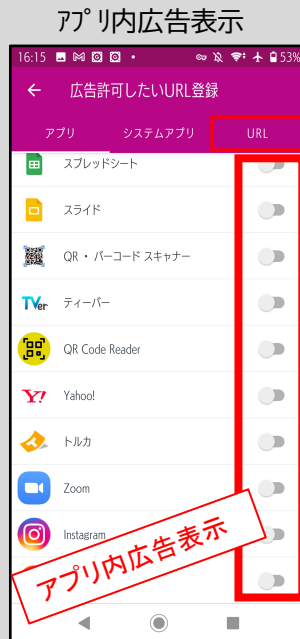 アプリ内広告表示
16:15
53%
広告許可したいURL登録
アプリ システムアプリ URL
スプレッドシート
スライド
QR・バーコード スキャナー
TVer ティーバー
QR Code Reader
Y! Yahoo!
トルカ
Zoom
Instagram
アプリ内広告表示